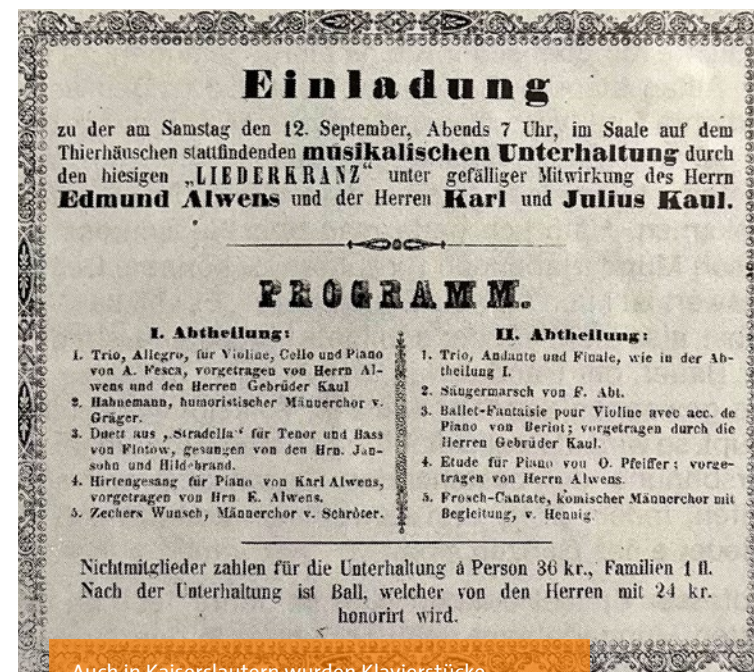 Einladung
zu der am Samstag den 12. September, Abends 7 Uhr, im Saale auf dem
Thierhäuschen stattfindenden musikalischen Unterhaltung durch
den hiesigen „LIEDERKRANZ“ unter gefälliger Mitwirkung des Herrn
Edmund Alwens und der Herren Karl und Julius Kaul.
PROGRAMM.
I. Abtheilung:
1. Trio, Allegro, für Violine, Cello und Piano
von A. Fesca, vorgetragen von Herrn Al-
wens und den Herren Gebrüder Kaul
2. Hahnemann, humoristischer Männerchor v.
Gräger.
3. Duett aus „Stradella“ für Tenor und Bass
von Flotow, gesungen von den Hrn. Jan-
sohn und Hildebrand.
4. Hirtengesang für Piano von Karl Alwens,
vorgetragen von Hrn E. Alwens.
5. Zechers Wunsch, Männerchor v. Schröter.
II. Abtheilung:
1. Trio, Andante und Finale, wie in der Ab-
theilung I.
2. Sängermarsch von F. Abt.
3. Ballet-Fantaisie pour Violine avec acc. de
Piano von Beriot; vorgetragen durch die
Herren Gebrüder Kaul.
4. Etude für Piano von O. Pfeiffer; vorge-
tragen von Herrn Alwens.
5. Frosch-Cantate, komischer Männerchor mit
Begleitung, v. Hennig.
Nichtmitglieder zahlen für die Unterhaltung á Person 36 kr., Familien 1 fl.
Nach der Unterhaltung ist Ball, welcher von den Herren mit 24 kr.
honorirt wird.
Auch in Kaiserslautern wurden Klavierstücke